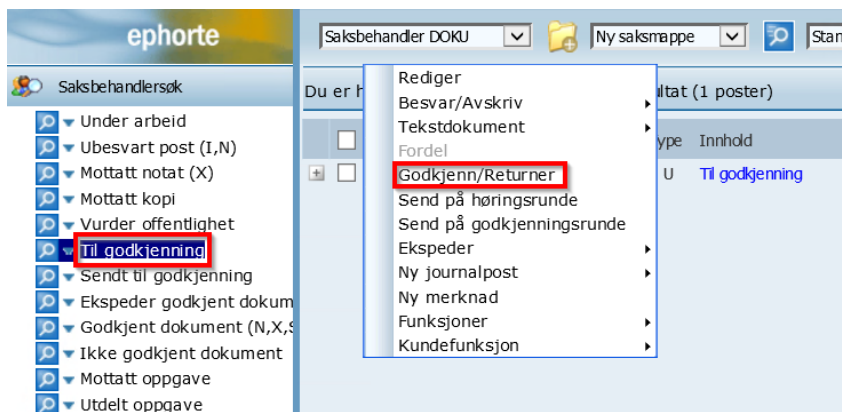 ephorte
Saksbehandler DOKU
Ny saksmappe
Stan
Saksbehandlersøk
Du er h
ultat (1 poster)
Under arbeid
Ubesvart post (I,N)
Mottatt notat (X)
Mottatt kopi
Vurder offentlighet
Til godkjenning
Sendt til godkjenning
Ekspeder godkjent dokum
Godkjent dokument (N,X,S
Ikke godkjent dokument
Mottatt oppgave
Utdelt oppgave
Rediger
Besvar/Avskriv
Tekstdokument
Fordel
Godkjenn/Returner
Send på høringsrunde
Send på godkjenningsrunde
Ekspeder
Ny journalpost
Ny merknad
Funksjoner
Kundefunksjon
ype Innhold
U Til godkjenning